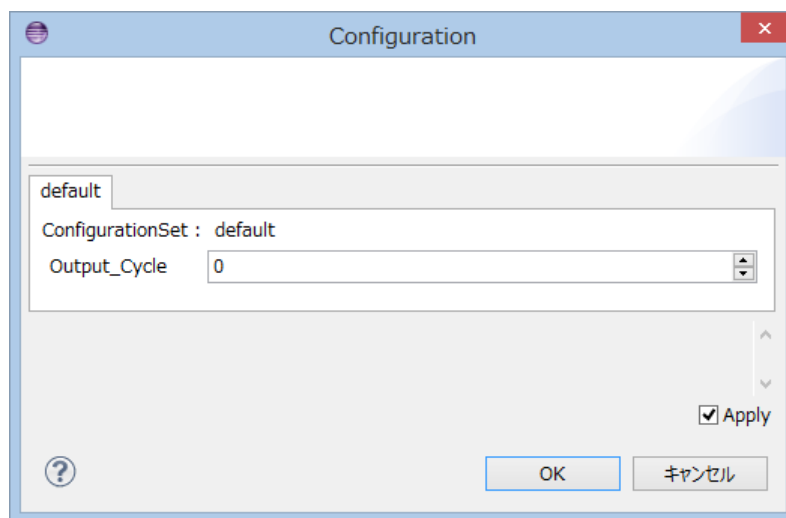 Configuration
default
ConfigurationSet : default
Output_Cycle 0
Apply
OK キャンセル